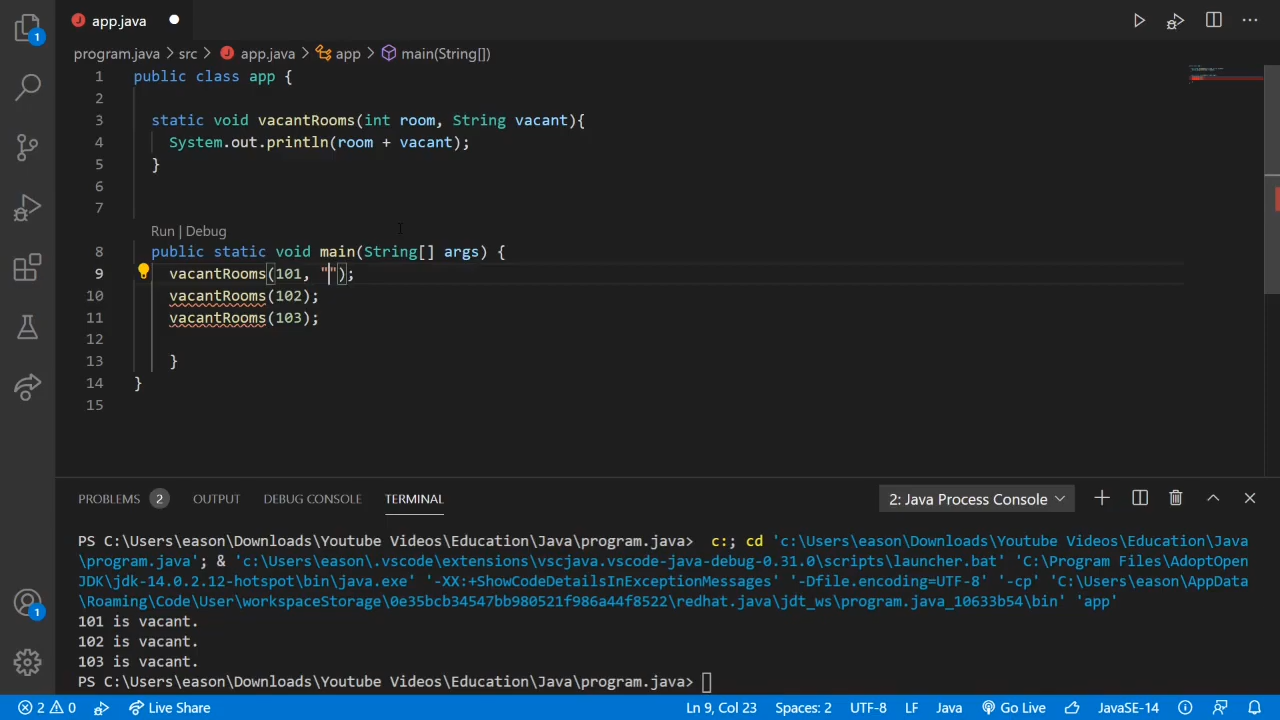 app.java
program.java > src > app.java > app > main(String[])
1 public class app {
2
3 static void vacantRooms(int room, String vacant){
4 System.out.println(room + vacant);
5 }
6
7
Run | Debug
8 public static void main(String[] args) {
9 vacantRooms(101, "");
10 vacantRooms(102);
11 vacantRooms(103);
12
13 }
14 }
15
PROBLEMS 2 OUTPUT DEBUG CONSOLE TERMINAL 2: Java Process Console
PS C:\Users\eason\Downloads\Youtube Videos\Education\Java\program.java> c:; cd 'c:\Users\eason\Downloads\Youtube Videos\Education\Java
\program.java'; & 'c:\Users\eason\.vscode\extensions\vscjava.vscode-java-debug-0.31.0\scripts\launcher.bat' 'C:\Program Files\AdoptOpen
JDK\jdk-14.0.2.12-hotspot\bin\java.exe' '-XX:+ShowCodeDetailsInExceptionMessages' '-Dfile.encoding=UTF-8' '-cp' 'C:\Users\eason\AppData
\Roaming\Code\User\workspaceStorage\0e35bcb34547bb980521f986a44f8522\redhat.java\jdt_ws\program.java_10633b54\bin' 'app'
101 is vacant.
102 is vacant.
103 is vacant.
PS C:\Users\eason\Downloads\Youtube Videos\Education\Java\program.java>
1
1
2 0 Live Share Ln 9, Col 23 Spaces: 2 UTF-8 LF Java Go Live JavaSE-14